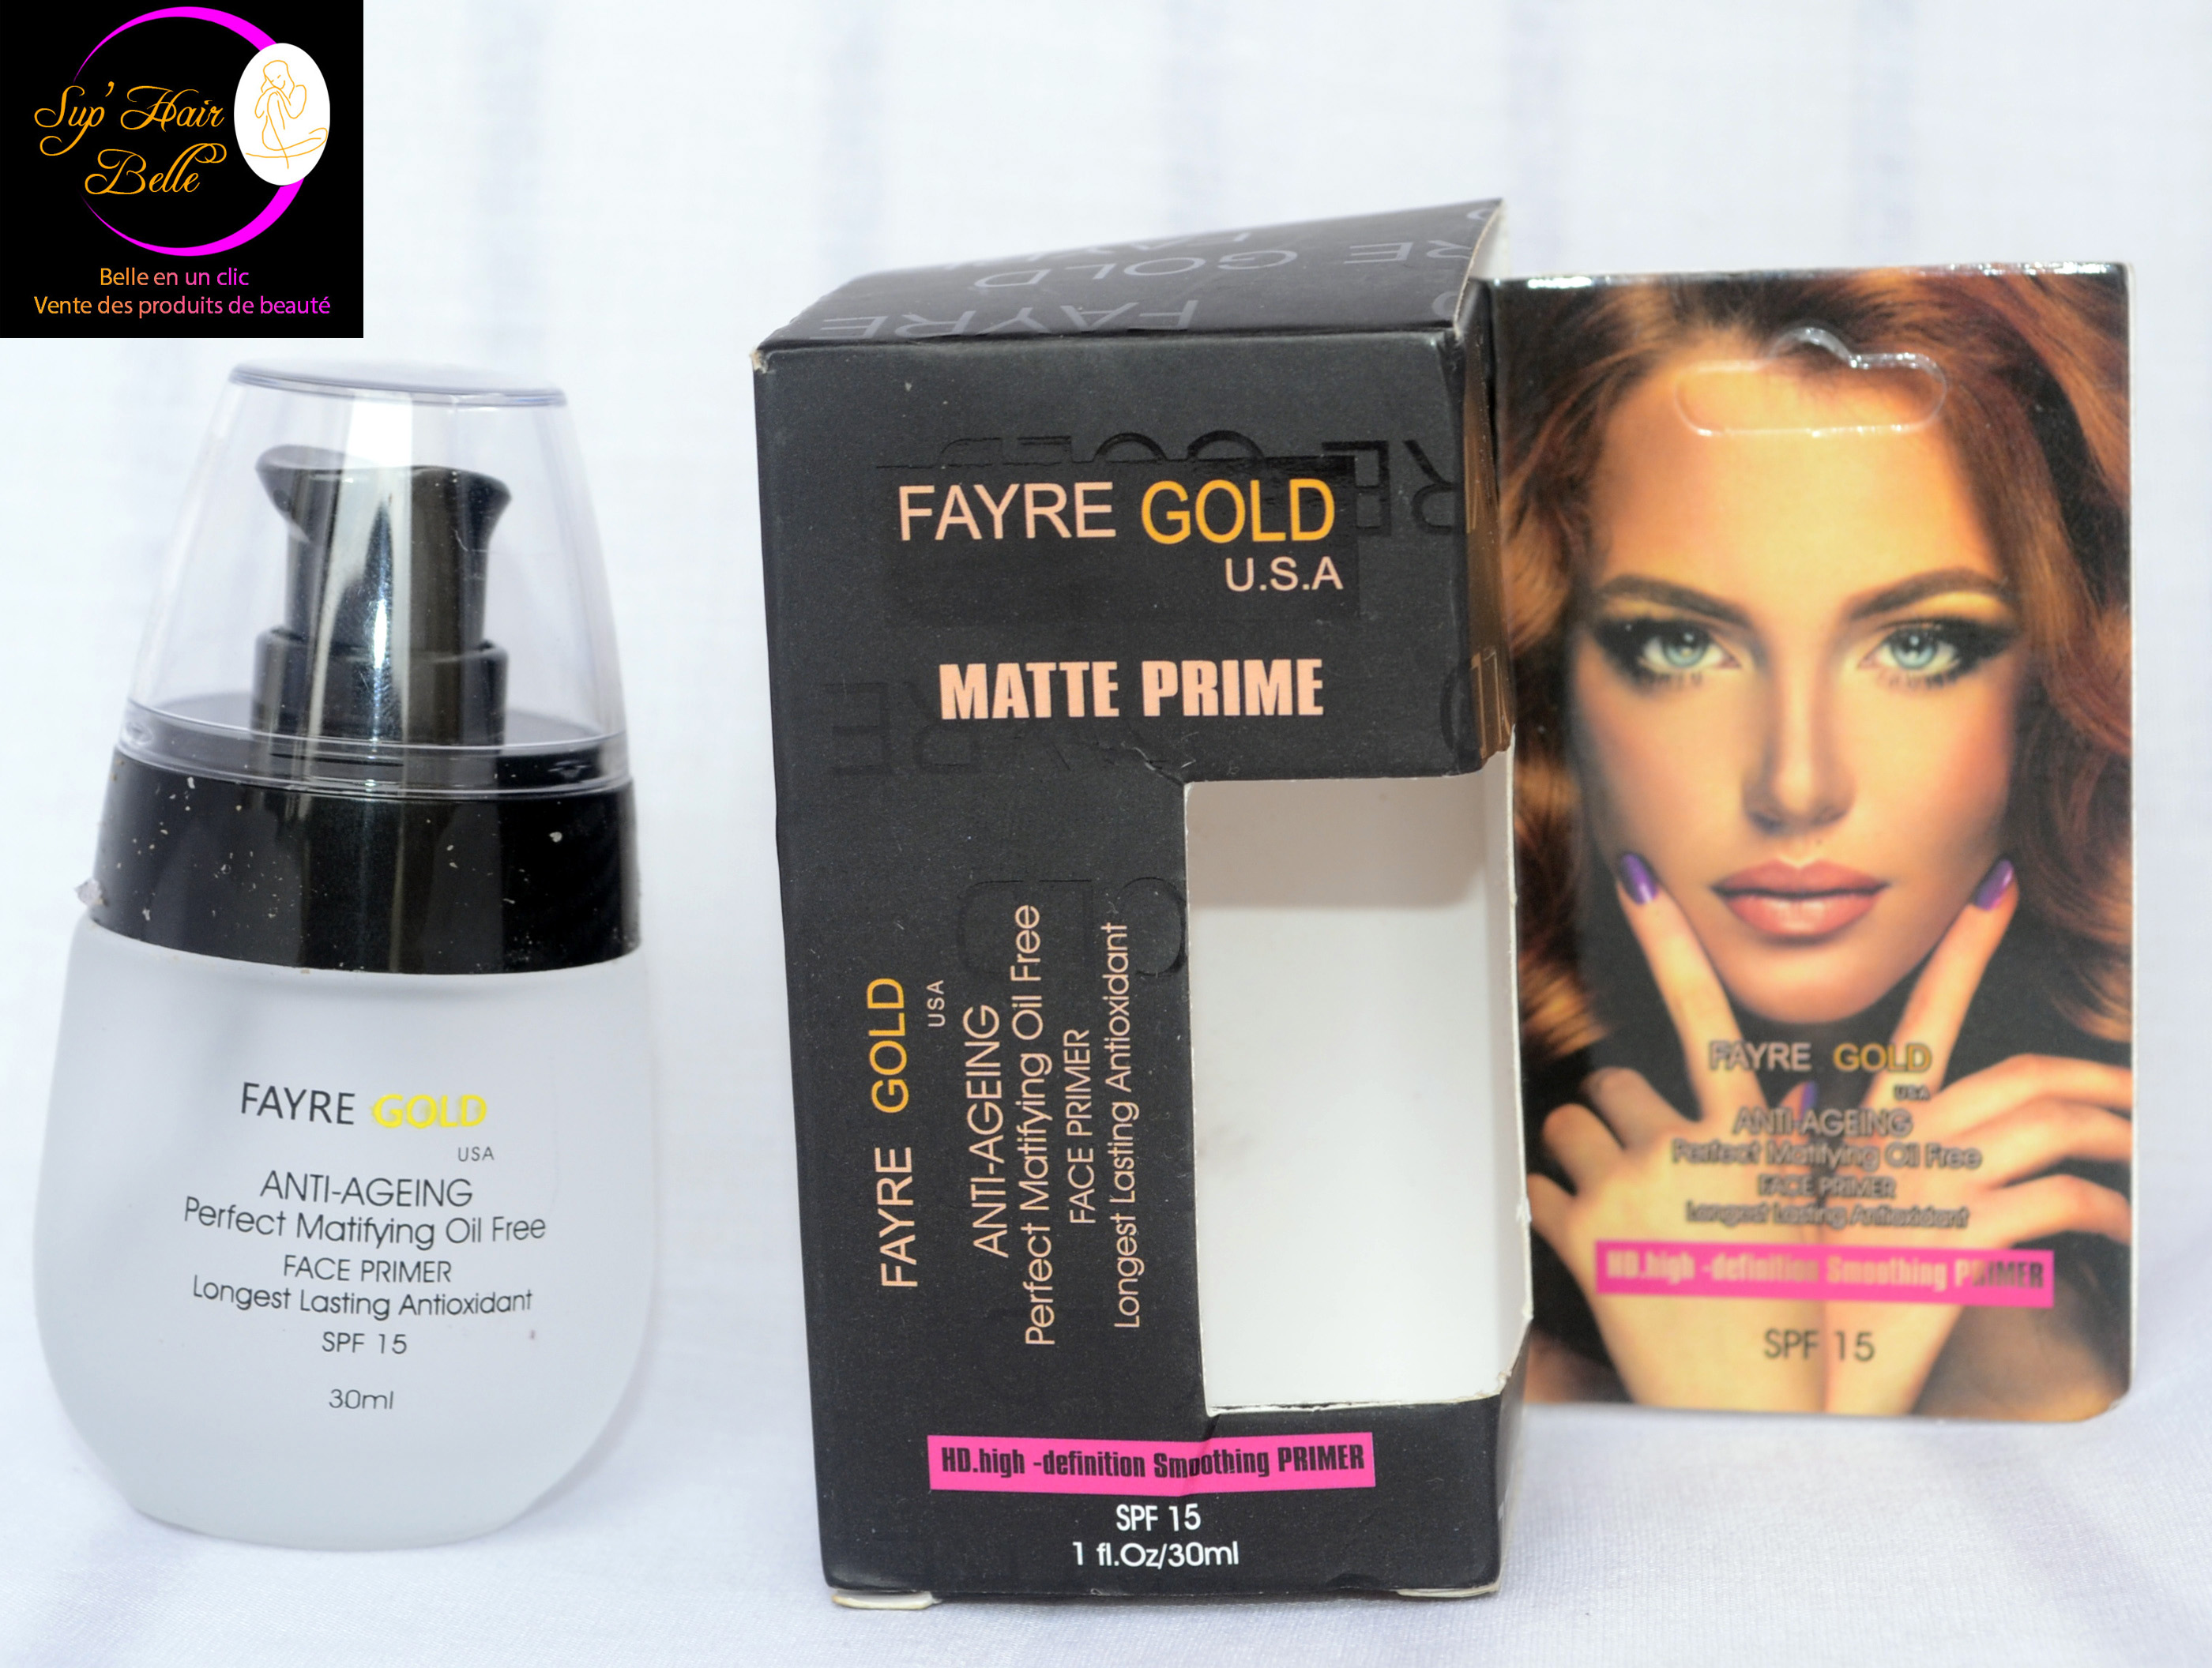 Sup' Hair
Belle
Belle en un clic
Vente des produits de beauté
FAYRE GOLD
USA
ANTI-AGEING
Perfect Matifying Oil Free
FACE PRIMER
Longest Lasting Antioxidant
SPF 15
30ml
RE GOLD
GOLD
FAYRE
FAYRE GOLD
U.S.A
MATTE PRIME
FAYRE GOLD
USA
ANTI-AGEING
Perfect Matifying Oil Free
FACE PRIMER
Longest Lasting Antioxidant
HD.high -definition Smoothing PRIMER
SPF 15
1 fl.Oz/30ml
FAYRE GOLD
USA
ANTI-AGEING
Perfect Matifying Oil Free
FACE PRIMER
Longest Lasting Antioxidant
HD.high -definition Smoothing PRIMER
SPF 15